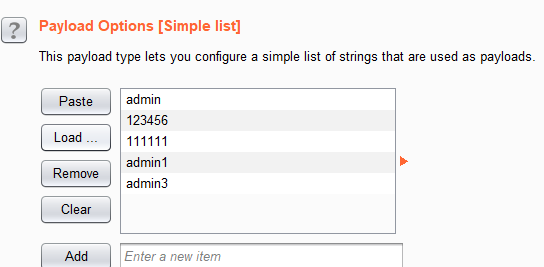 ?
Payload Options [Simple list]
This payload type lets you configure a simple list of strings that are used as payloads.
Paste
Load ...
Remove
Clear
admin
123456
111111
admin1
admin3
Add
Enter a new item